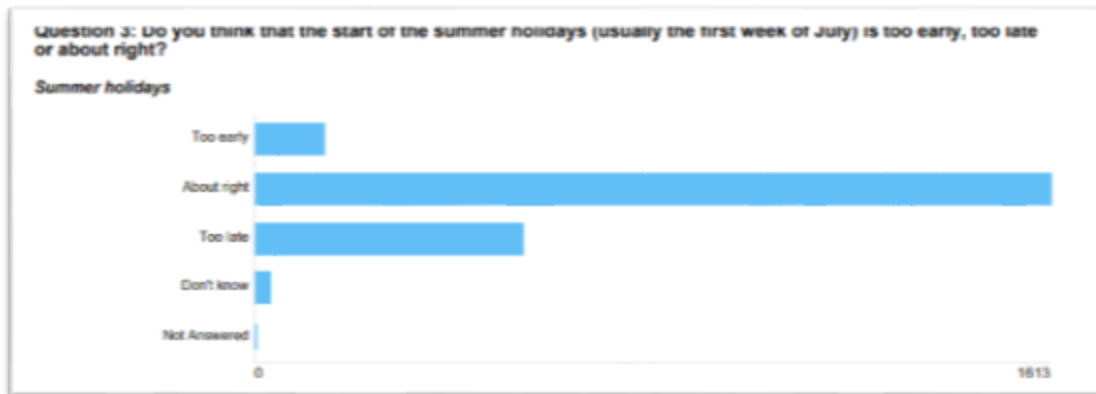 Question 3: Do you think that the start of the summer holidays (usually the first week of July) is too early, too late
or about right?
Summer holidays
Too early
About right
Too late
Don't know
Not Answered
0
1613